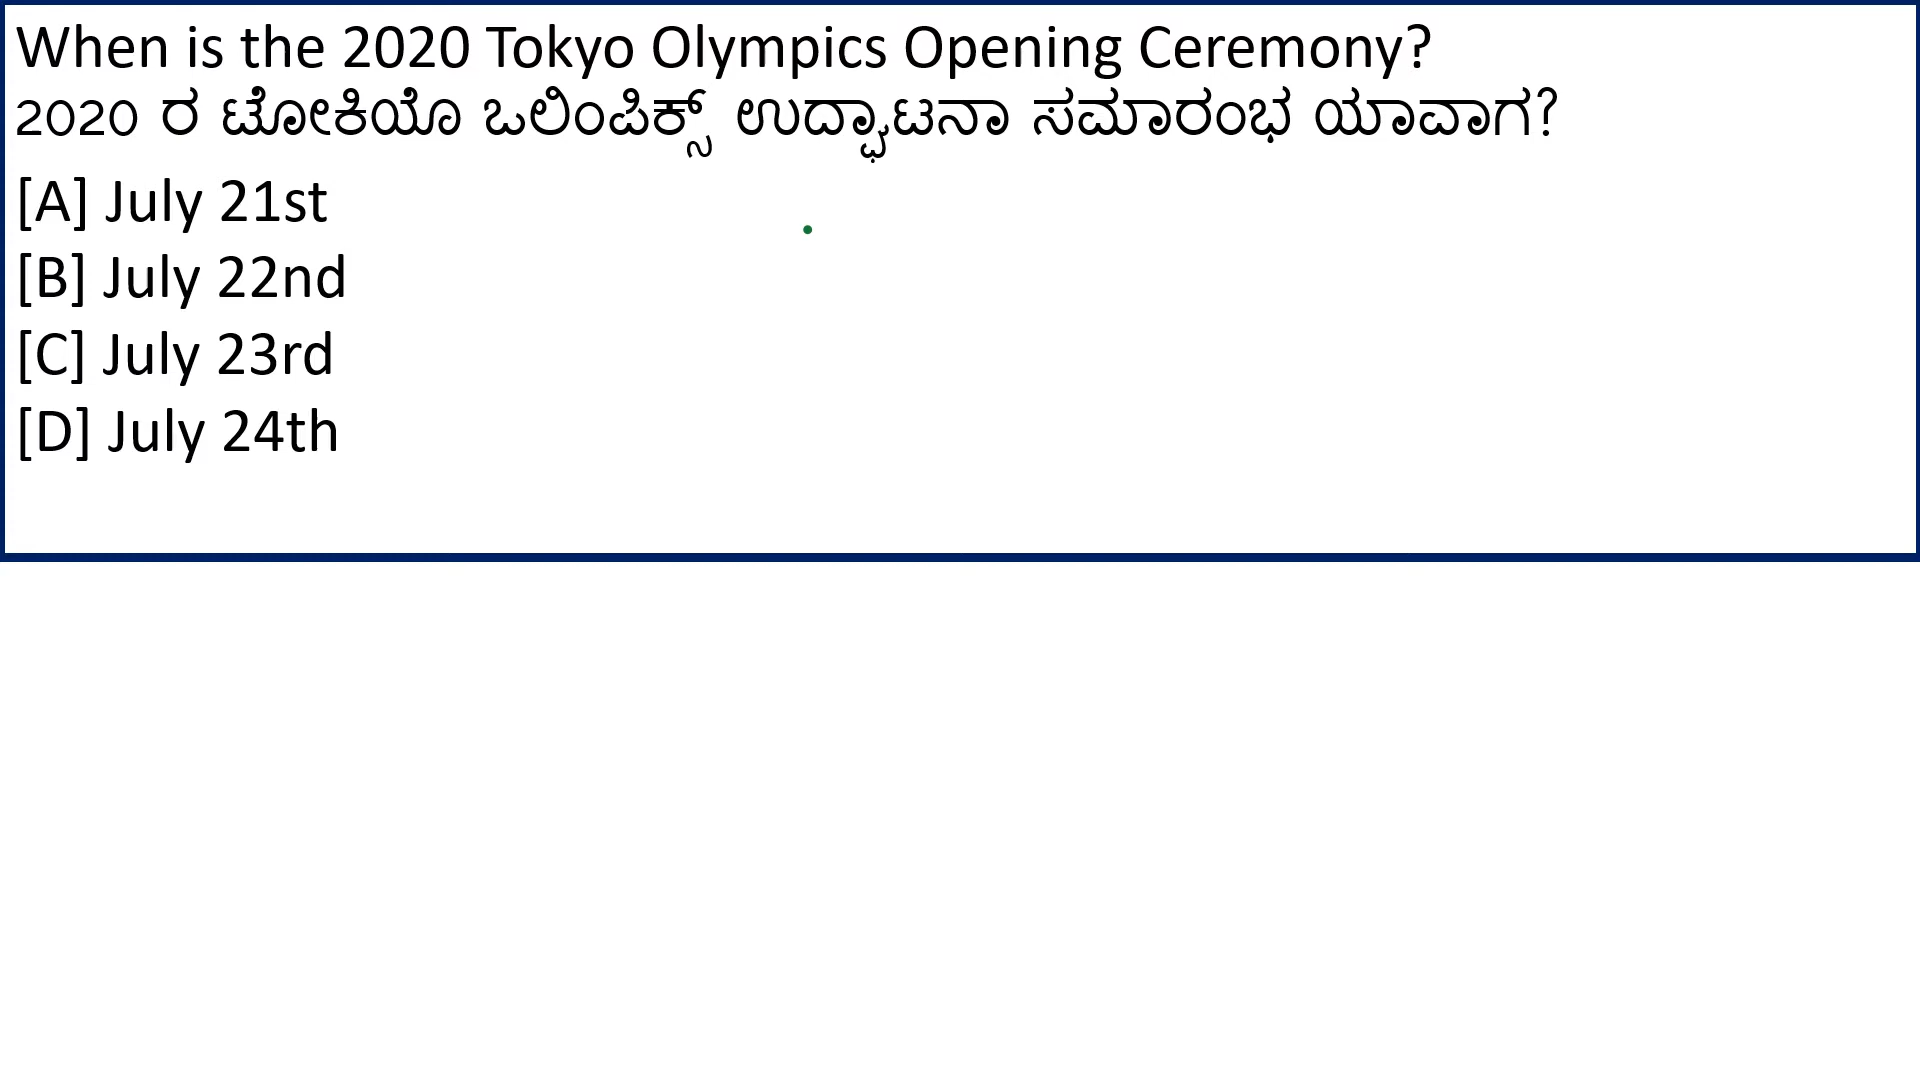 When is the 2020 Tokyo Olympics Opening Ceremony?
2020 ರ ಟೋಕಿಯೊ ಒಲಿಂಪಿಕ್ಸ್ ಉದ್ಘಾಟನಾ ಸಮಾರಂಭ ಯಾವಾಗ?
[A] July 21st
[B] July 22nd
[C] July 23rd
[D] July 24th